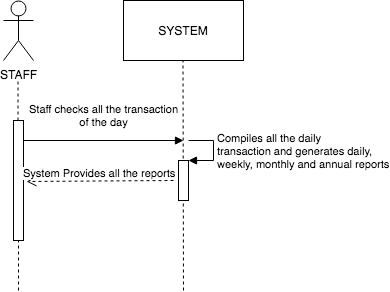 SYSTEM
STAFF
Staff checks all the transaction
of the day
Compiles all the daily
transaction and generates daily,
weekly, monthly and annual reports
System Provides all the reports